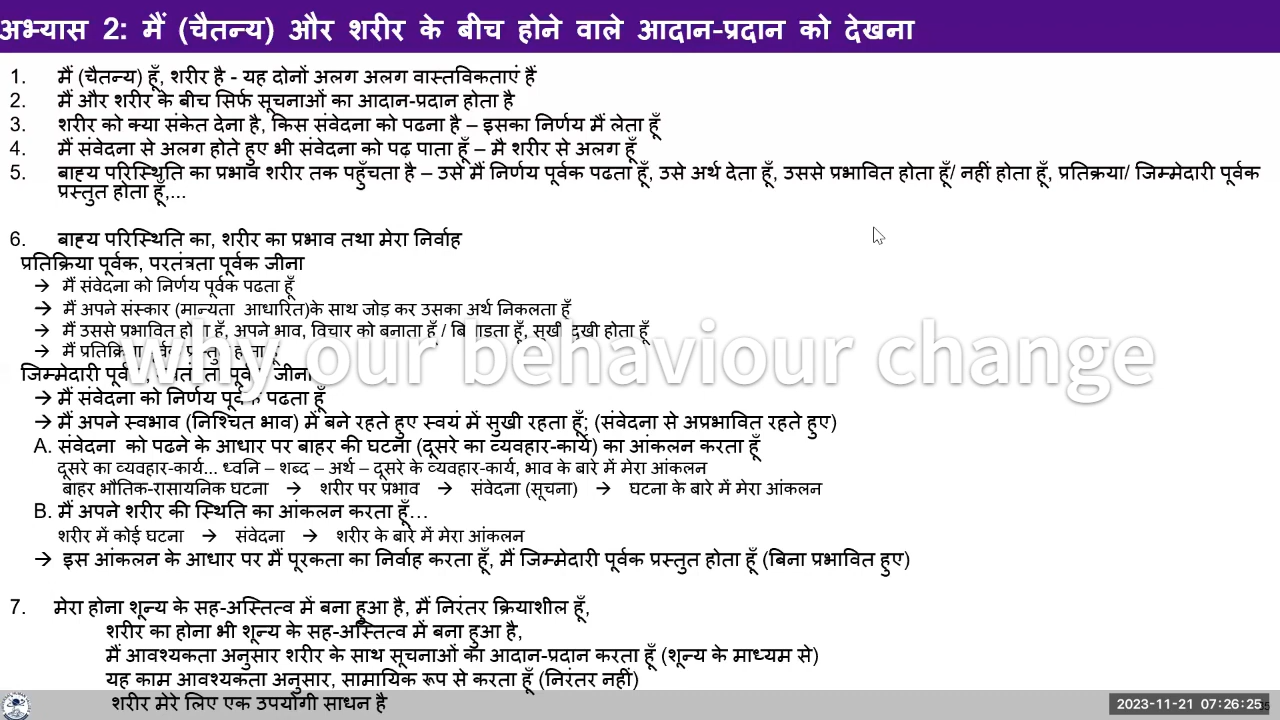 अभ्यास 2: मैं (चैतन्य) और शरीर के बीच होने वाले आदान-प्रदान को देखना
1. मैं (चैतन्य) हूँ, शरीर है - यह दोनों अलग अलग वास्तविकताएं हैं
2. मैं और शरीर के बीच सिर्फ सूचनाओं का आदान-प्रदान होता है
3. शरीर को क्या संकेत देना है, किस संवेदना को पढना है – इसका निर्णय मैं लेता हूँ
4. मैं संवेदना से अलग होते हुए भी संवेदना को पढ़ पाता हूँ – मै शरीर से अलग हूँ
5. बाह्य परिस्थिति का प्रभाव शरीर तक पहुँचता है – उसे मैं निर्णय पूर्वक पढता हूँ, उसे अर्थ देता हूँ, उससे प्रभावित होता हूँ/ नहीं होता हूँ, प्रतिक्रया/ जिम्मेदारी पूर्वक
प्रस्तुत होता हूँ,...
6. बाह्य परिस्थिति का, शरीर का प्रभाव तथा मेरा निर्वाह
प्रतिक्रिया पूर्वक, परतंत्रता पूर्वक जीना
→ मैं संवेदना को निर्णय पूर्वक पढता हूँ
→ मैं अपने संस्कार (मान्यता आधारित)के साथ जोड़ कर उसका अर्थ निकलता हूँ
→ मैं उससे प्रभावित होता हूँ, अपने भाव, विचार को बनाता हूँ / बिगाडता हूँ, सुखी दुखी होता हूँ
→ मैं प्रतिक्रिया पूर्वक प्रस्तुत होता हूँ
why our behaviour change
जिम्मेदारी पूर्वक, स्वतंत्रता पूर्वक जीना
→ मैं संवेदना को निर्णय पूर्वक पढता हूँ
→ मैं अपने स्वभाव (निश्चित भाव) में बने रहते हुए स्वयं में सुखी रहता हूँ; (संवेदना से अप्रभावित रहते हुए)
A. संवेदना को पढने के आधार पर बाहर की घटना (दूसरे का व्यवहार-कार्य) का आंकलन करता हूँ
दूसरे का व्यवहार-कार्य... ध्वनि – शब्द – अर्थ – दूसरे के व्यवहार-कार्य, भाव के बारे में मेरा आंकलन
बाहर भौतिक-रासायनिक घटना → शरीर पर प्रभाव → संवेदना (सूचना) → घटना के बारे में मेरा आंकलन
B. मैं अपने शरीर की स्थिति का आंकलन करता हूँ...
शरीर में कोई घटना → संवेदना → शरीर के बारे में मेरा आंकलन
→ इस आंकलन के आधार पर मैं पूरकता का निर्वाह करता हूँ, मैं जिम्मेदारी पूर्वक प्रस्तुत होता हूँ (बिना प्रभावित हुए)
7. मेरा होना शून्य के सह-अस्तित्व में बना हुआ है, मैं निरंतर क्रियाशील हूँ,
शरीर का होना भी शून्य के सह-अस्तित्व में बना हुआ है,
मैं आवश्यकता अनुसार शरीर के साथ सूचनाओं का आदान-प्रदान करता हूँ (शून्य के माध्यम से)
यह काम आवश्यकता अनुसार, सामायिक रूप से करता हूँ (निरंतर नहीं)
शरीर मेरे लिए एक उपयोगी साधन है
2023-11-21 07:26:25